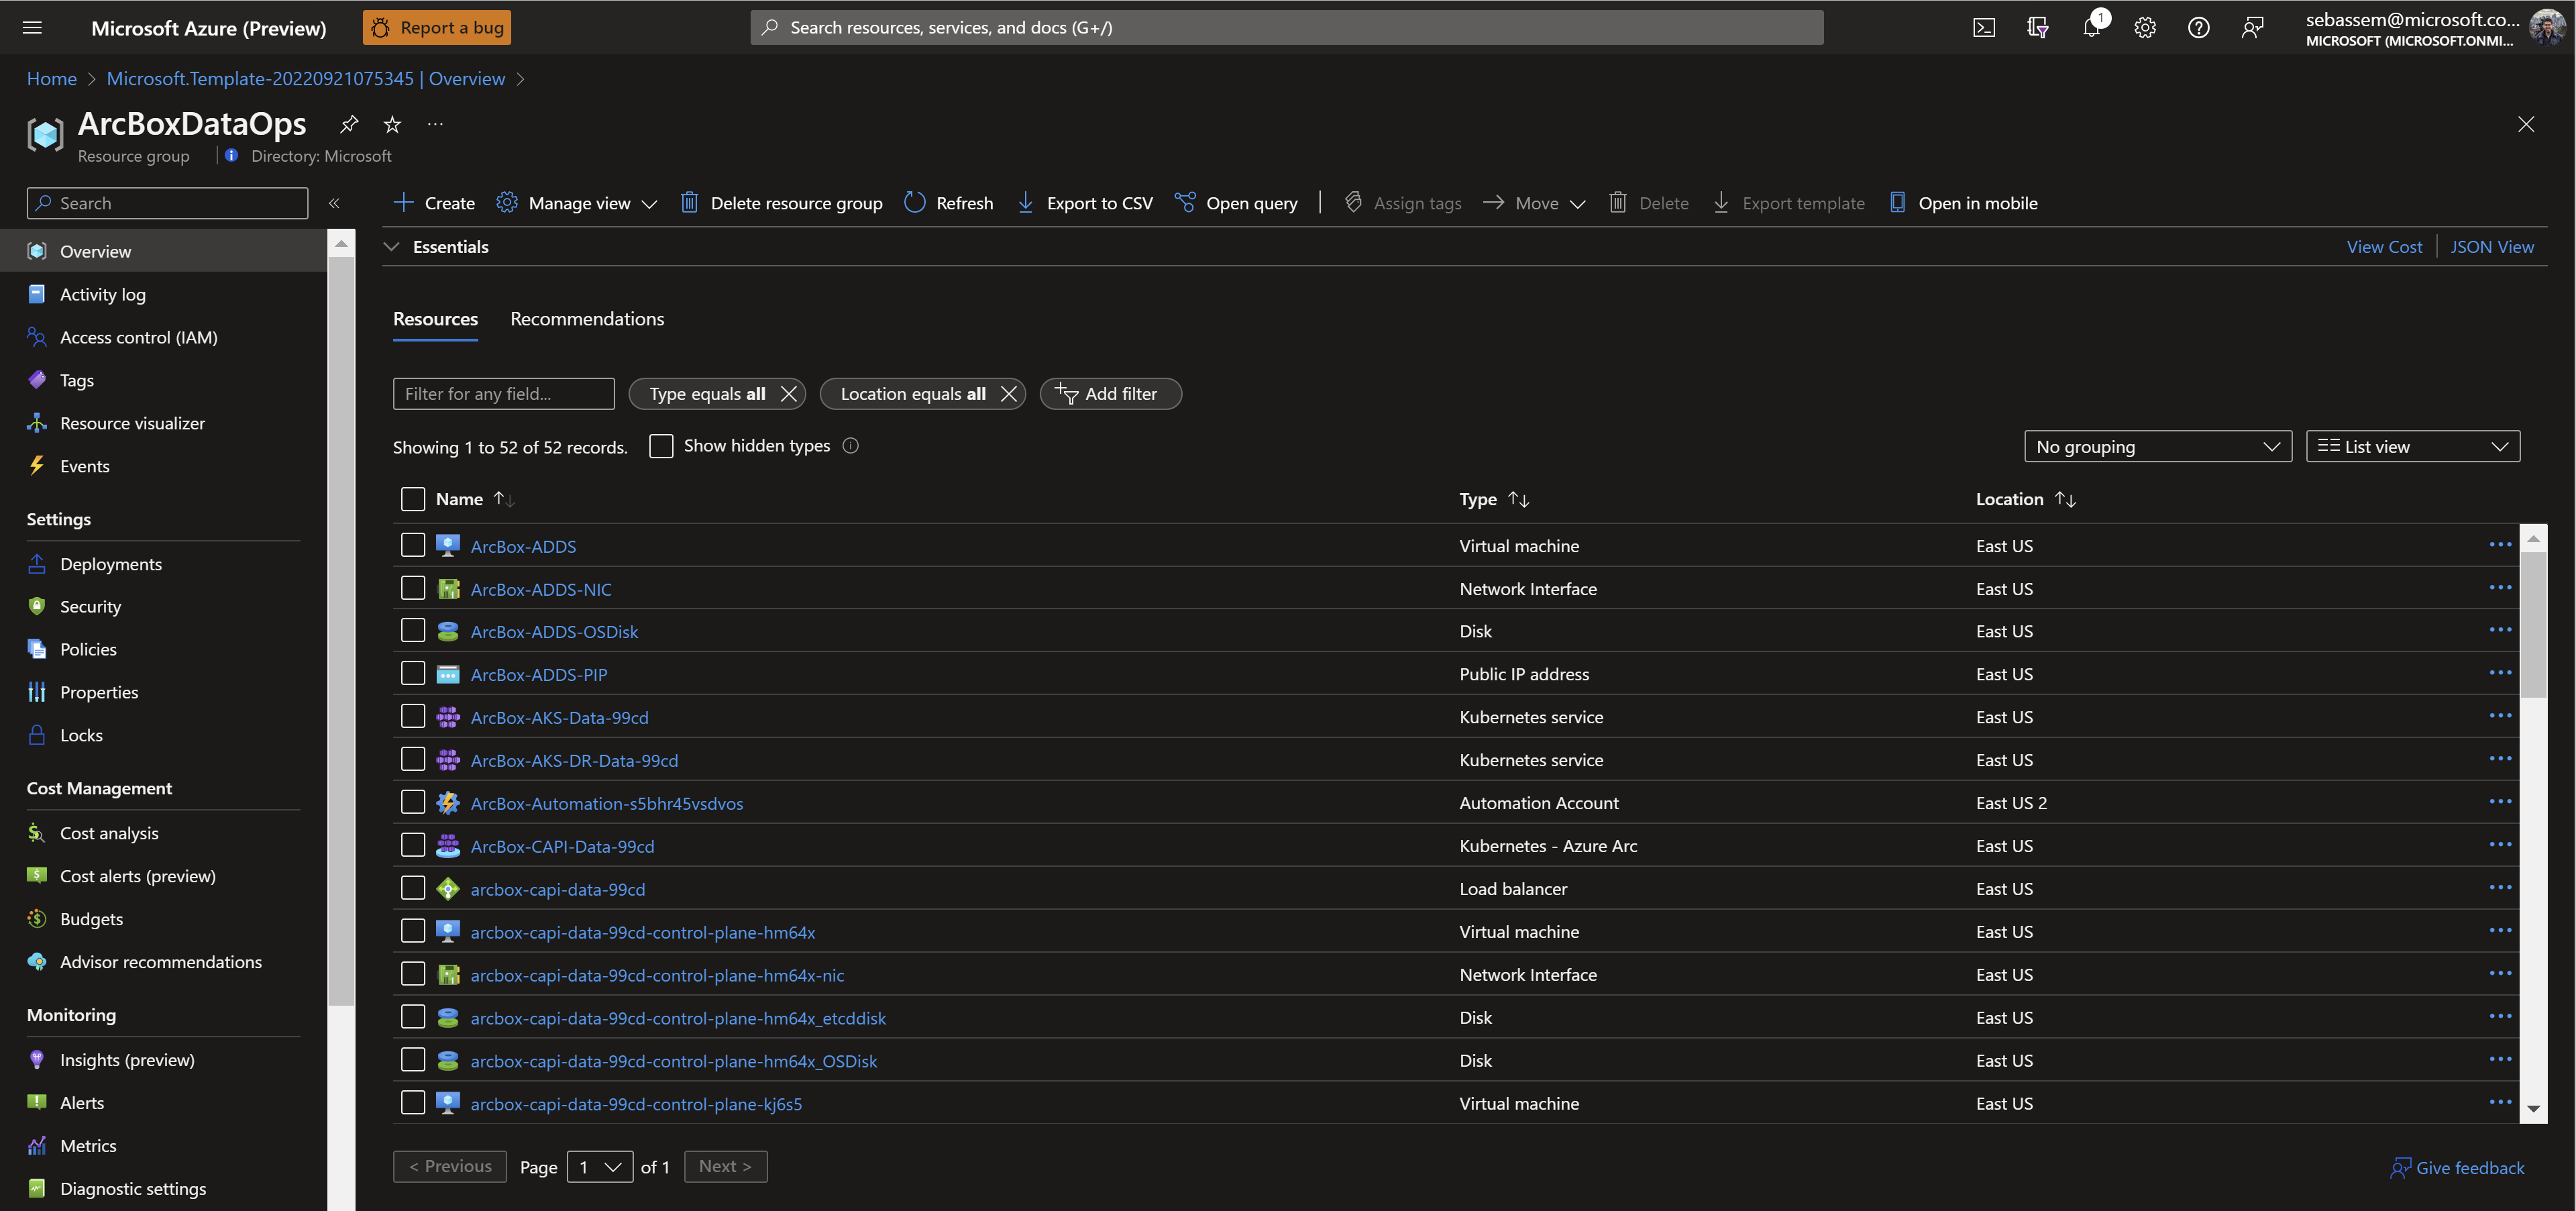 Microsoft Azure (Preview)
Report a bug
Search resources, services, and docs (G+/)
1
sebassem@microsoft.co...
MICROSOFT (MICROSOFT.ONMI...
Home > Microsoft.Template-20220921075345 | Overview >
ArcBoxDataOps
Resource group
Directory: Microsoft
Search
«
Create
Manage view
Delete resource group
Refresh
Export to CSV
Open query
Assign tags
Move
Delete
Export template
Open in mobile
Overview
Activity log
Access control (IAM)
Tags
Resource visualizer
Events
Settings
Deployments
Security
Policies
Properties
Locks
Cost Management
Cost analysis
Cost alerts (preview)
Budgets
Advisor recommendations
Monitoring
Insights (preview)
Alerts
Metrics
Diagnostic settings
Essentials
View Cost
JSON View
Resources
Recommendations
Filter for any field...
Type equals all
Location equals all
Add filter
Showing 1 to 52 of 52 records.
Show hidden types
No grouping
List view
Name Type Location
ArcBox-ADDS Virtual machine East US
ArcBox-ADDS-NIC Network Interface East US
ArcBox-ADDS-OSDisk Disk East US
ArcBox-ADDS-PIP Public IP address East US
ArcBox-AKS-Data-99cd Kubernetes service East US
ArcBox-AKS-DR-Data-99cd Kubernetes service East US
ArcBox-Automation-s5bhr45vsdvos Automation Account East US 2
ArcBox-CAPI-Data-99cd Kubernetes - Azure Arc East US
arcbox-capi-data-99cd Load balancer East US
arcbox-capi-data-99cd-control-plane-hm64x Virtual machine East US
arcbox-capi-data-99cd-control-plane-hm64x-nic Network Interface East US
arcbox-capi-data-99cd-control-plane-hm64x_etcddisk Disk East US
arcbox-capi-data-99cd-control-plane-hm64x_OSDisk Disk East US
arcbox-capi-data-99cd-control-plane-kj6s5 Virtual machine East US
< Previous
Page 1 of 1
Next >
Give feedback